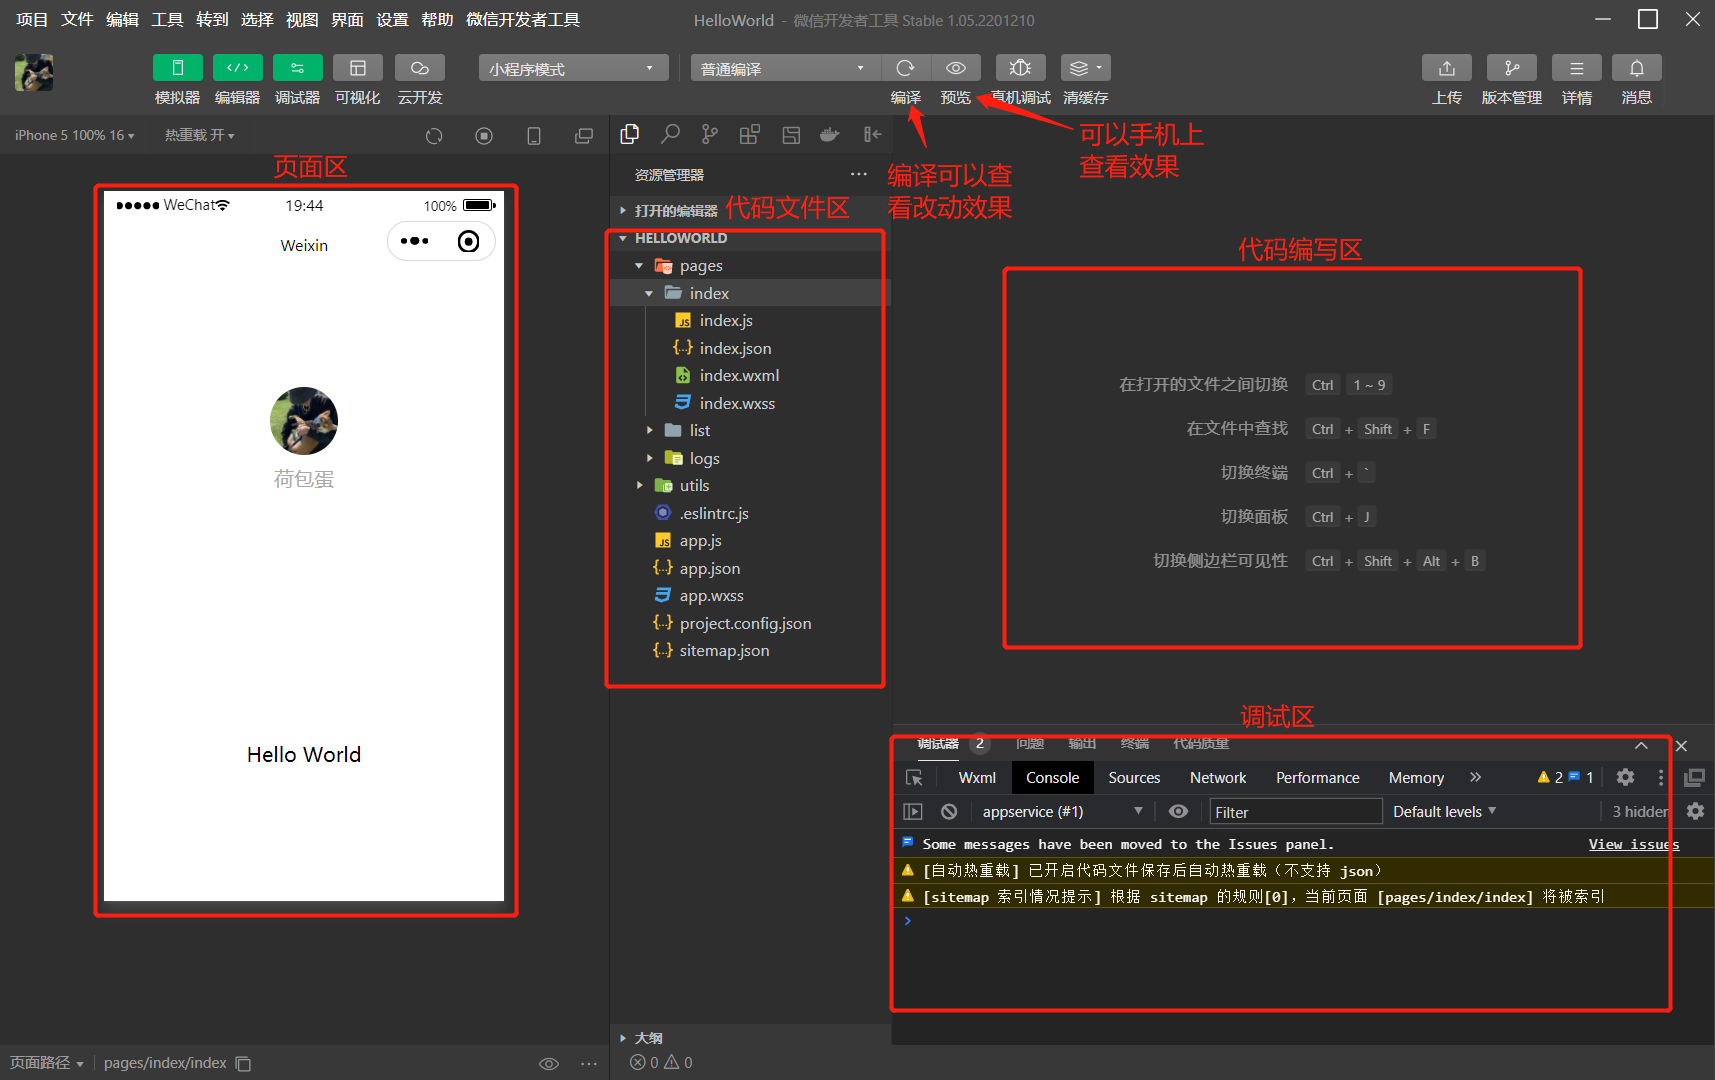 项目 文件 编辑 工具 转到 选择 视图 界面 设置 帮助 微信开发者工具
HelloWorld - 微信开发者工具 Stable 1.05.2201210
小程序模式
普通编译
模拟器 编辑器 调试器 可视化 云开发
编译 预览 真机调试 清缓存
上传 版本管理 详情 消息
iPhone 5 100% 16
热重载 开
页面区
可以手机上
查看效果
编译可以查
看改动效果
WeChat 19:44 100%
Weixin
荷包蛋
Hello World
资源管理器
打开的编辑器
代码文件区
HELLOWORLD
pages
index
index.js
index.json
index.wxml
index.wxss
list
logs
utils
.eslintrc.js
app.js
app.json
app.wxss
project.config.json
sitemap.json
大纲
0 0
代码编写区
在打开的文件之间切换 Ctrl 1 ~ 9
在文件中查找 Ctrl + Shift + F
切换终端 Ctrl + `
切换面板 Ctrl + J
切换侧边栏可见性 Ctrl + Shift + Alt + B
调试区
调试器 2 问题 输出 终端 代码质量
Wxml Console Sources Network Performance Memory 2 1
appservice (#1) Filter Default levels 3 hidden
Some messages have been moved to the Issues panel. View issues
[自动热重载] 已开启代码文件保存后自动热重载（不支持 json）
[sitemap 索引情况提示] 根据 sitemap 的规则[0]，当前页面 [pages/index/index] 将被索引
页面路径 pages/index/index